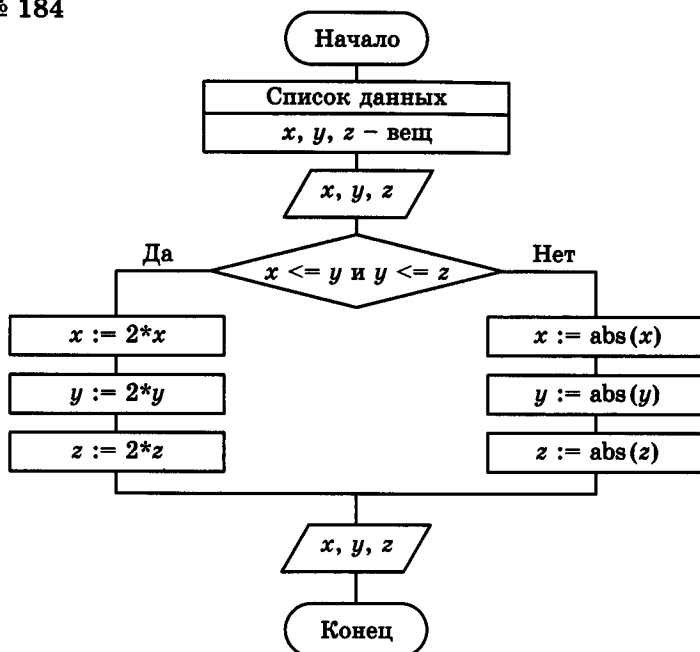 № 184
Начало
Список данных
x, y, z – вещ
x, y, z
Да
x <= y и y <= z
Нет
x := 2*x
x := abs(x)
y := 2*y
y := abs(y)
z := 2*z
z := abs(z)
x, y, z
Конец